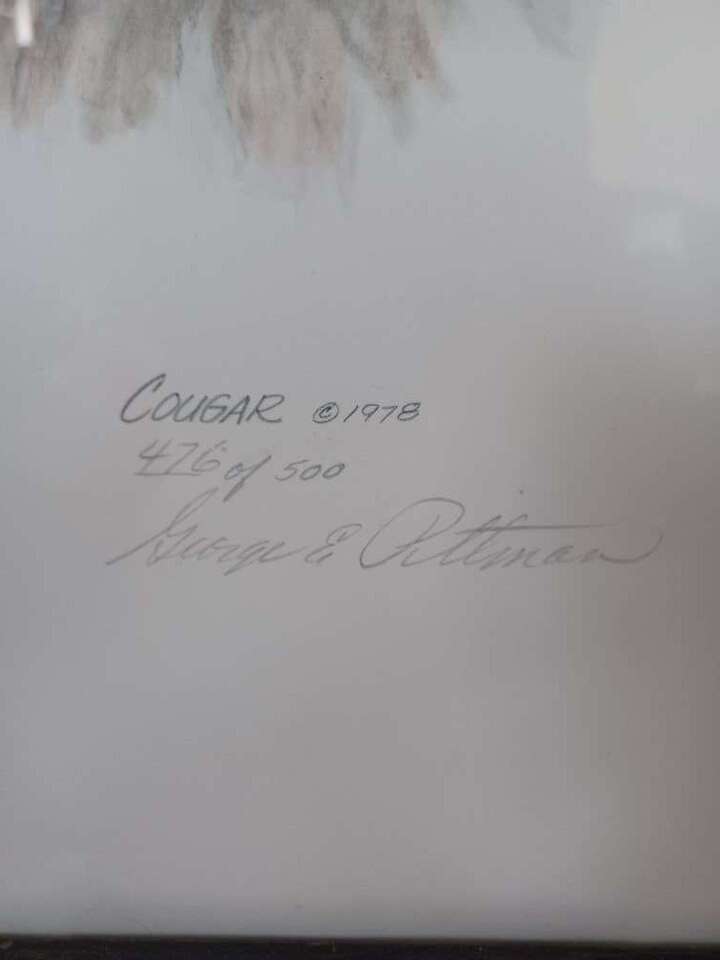 COUGAR © 1978
476 of 500
George E Pittman